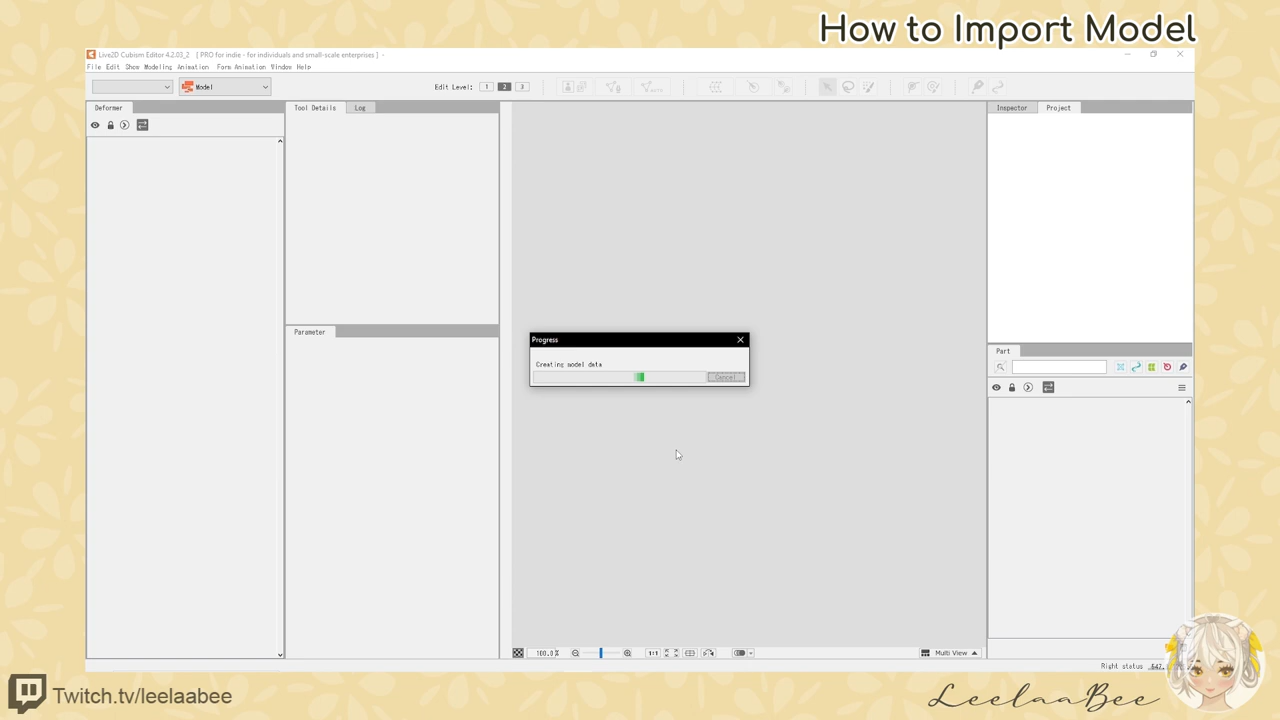 How to Import Model
Live2D Cubism Editor 4.2.03_2 [ PRO for indie - for individuals and small-scale enterprises ] -
File Edit Show Modeling Animation Form Animation Window Help
Model
Edit Level: 1 2 3
Deformer
Tool Details
Log
Inspector
Project
Parameter
Progress
Creating model data
Cancel
Part
100.0%
1:1
Multi View
Right status
Twitch.tv/leelaabee
LeelaaBee